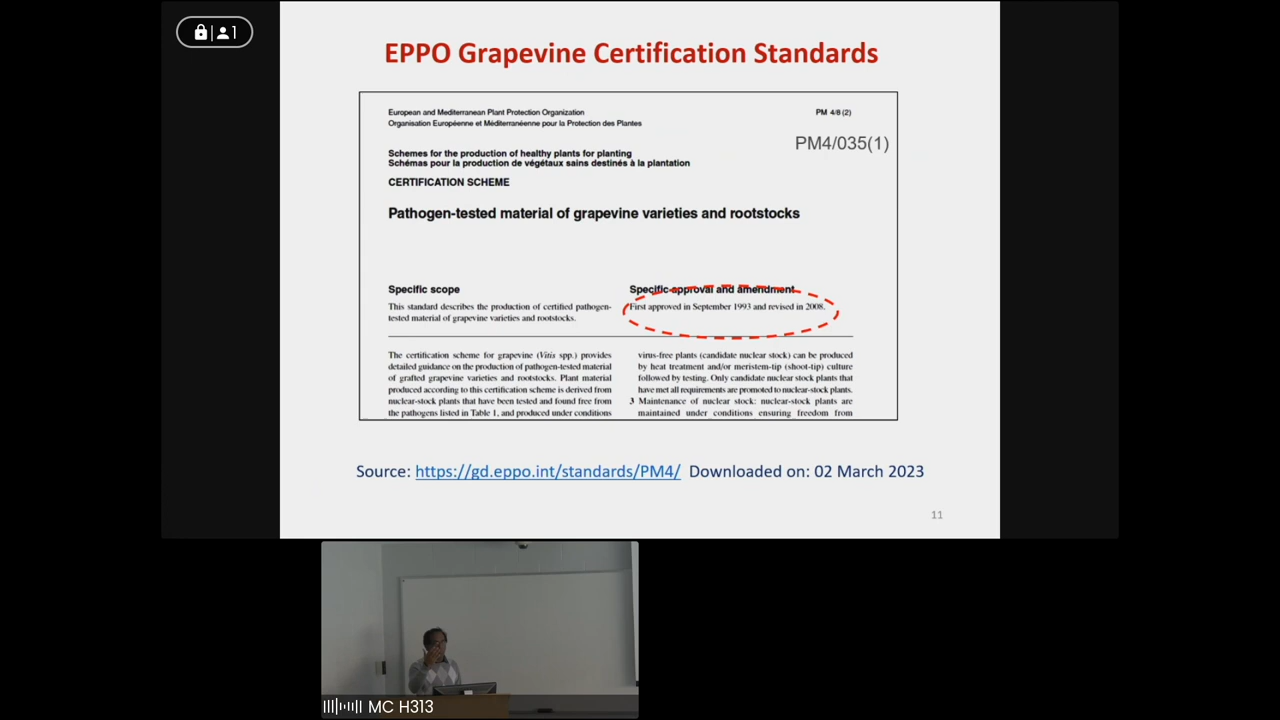 1
EPPO Grapevine Certification Standards
European and Mediterranean Plant Protection Organization
PM 4/8 (2)
Organisation Européenne et Méditerranéenne pour la Protection des Plantes
PM4/035(1)
Schemes for the production of healthy plants for planting
Schémas pour la production de végétaux sains destinés à la plantation
CERTIFICATION SCHEME
Pathogen-tested material of grapevine varieties and rootstocks
Specific scope
This standard describes the production of certified pathogen-
tested material of grapevine varieties and rootstocks.
Specific approval and amendment
First approved in September 1993 and revised in 2008.
The certification scheme for grapevine (Vitis spp.) provides
detailed guidance on the production of pathogen-tested material
of grafted grapevine varieties and rootstocks. Plant material
produced according to this certification scheme is derived from
nuclear-stock plants that have been tested and found free from
the pathogens listed in Table 1, and produced under conditions
virus-free plants (candidate nuclear stock) can be produced
by heat treatment and/or meristem-tip (shoot-tip) culture
followed by testing. Only candidate nuclear stock plants that
have met all requirements are promoted to nuclear-stock plants.
3 Maintenance of nuclear stock: nuclear-stock plants are
maintained under conditions ensuring freedom from
Source: https://gd.eppo.int/standards/PM4/ Downloaded on: 02 March 2023
11
MC H313